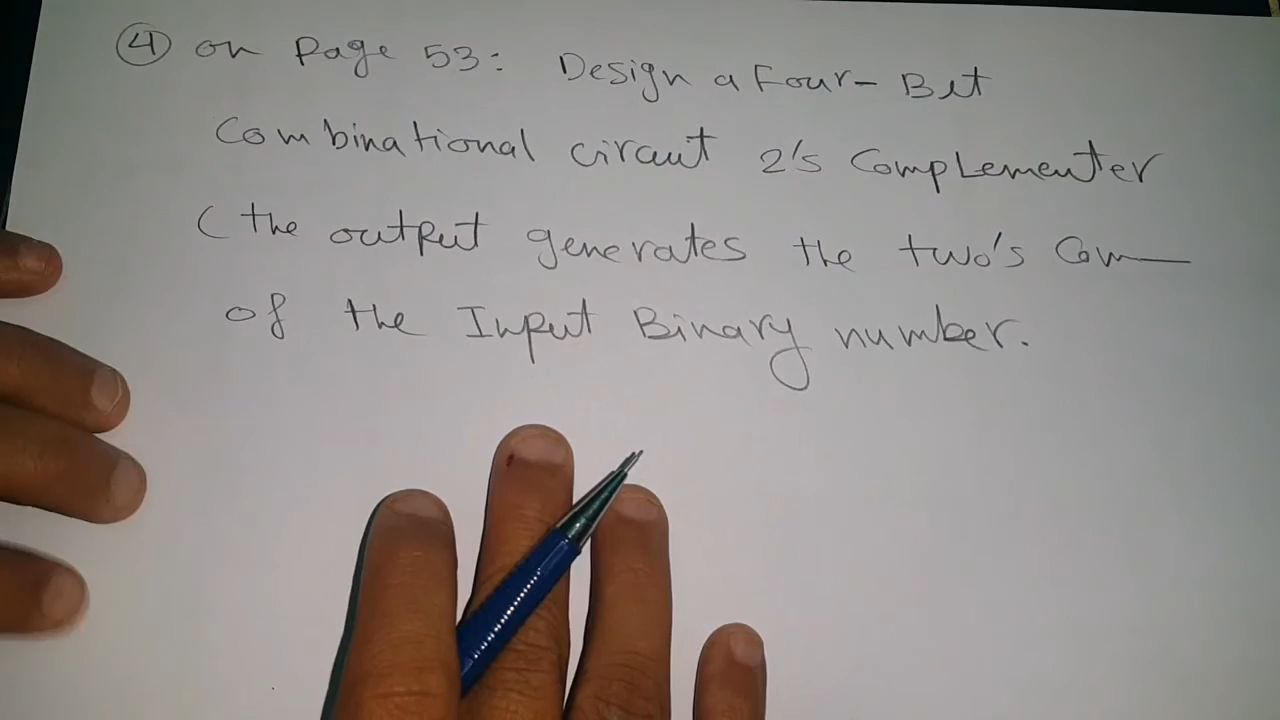 ④ on Page 53: Design a Four-Bit
Combinational circuit 2's Complementer
(the output generates the two's Com
of the Input Binary number.